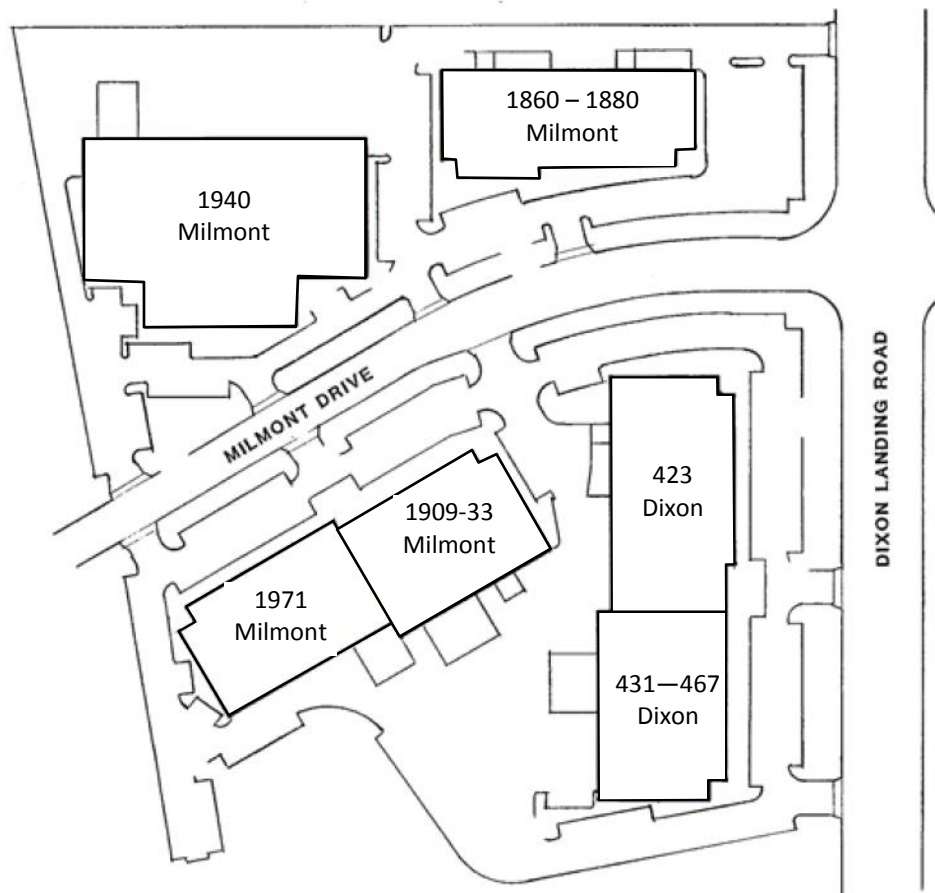 1860 – 1880
Milmont
1940
Milmont
MILMONT DRIVE
DIXON LANDING ROAD
423
Dixon
1909-33
Milmont
1971
Milmont
431—467
Dixon